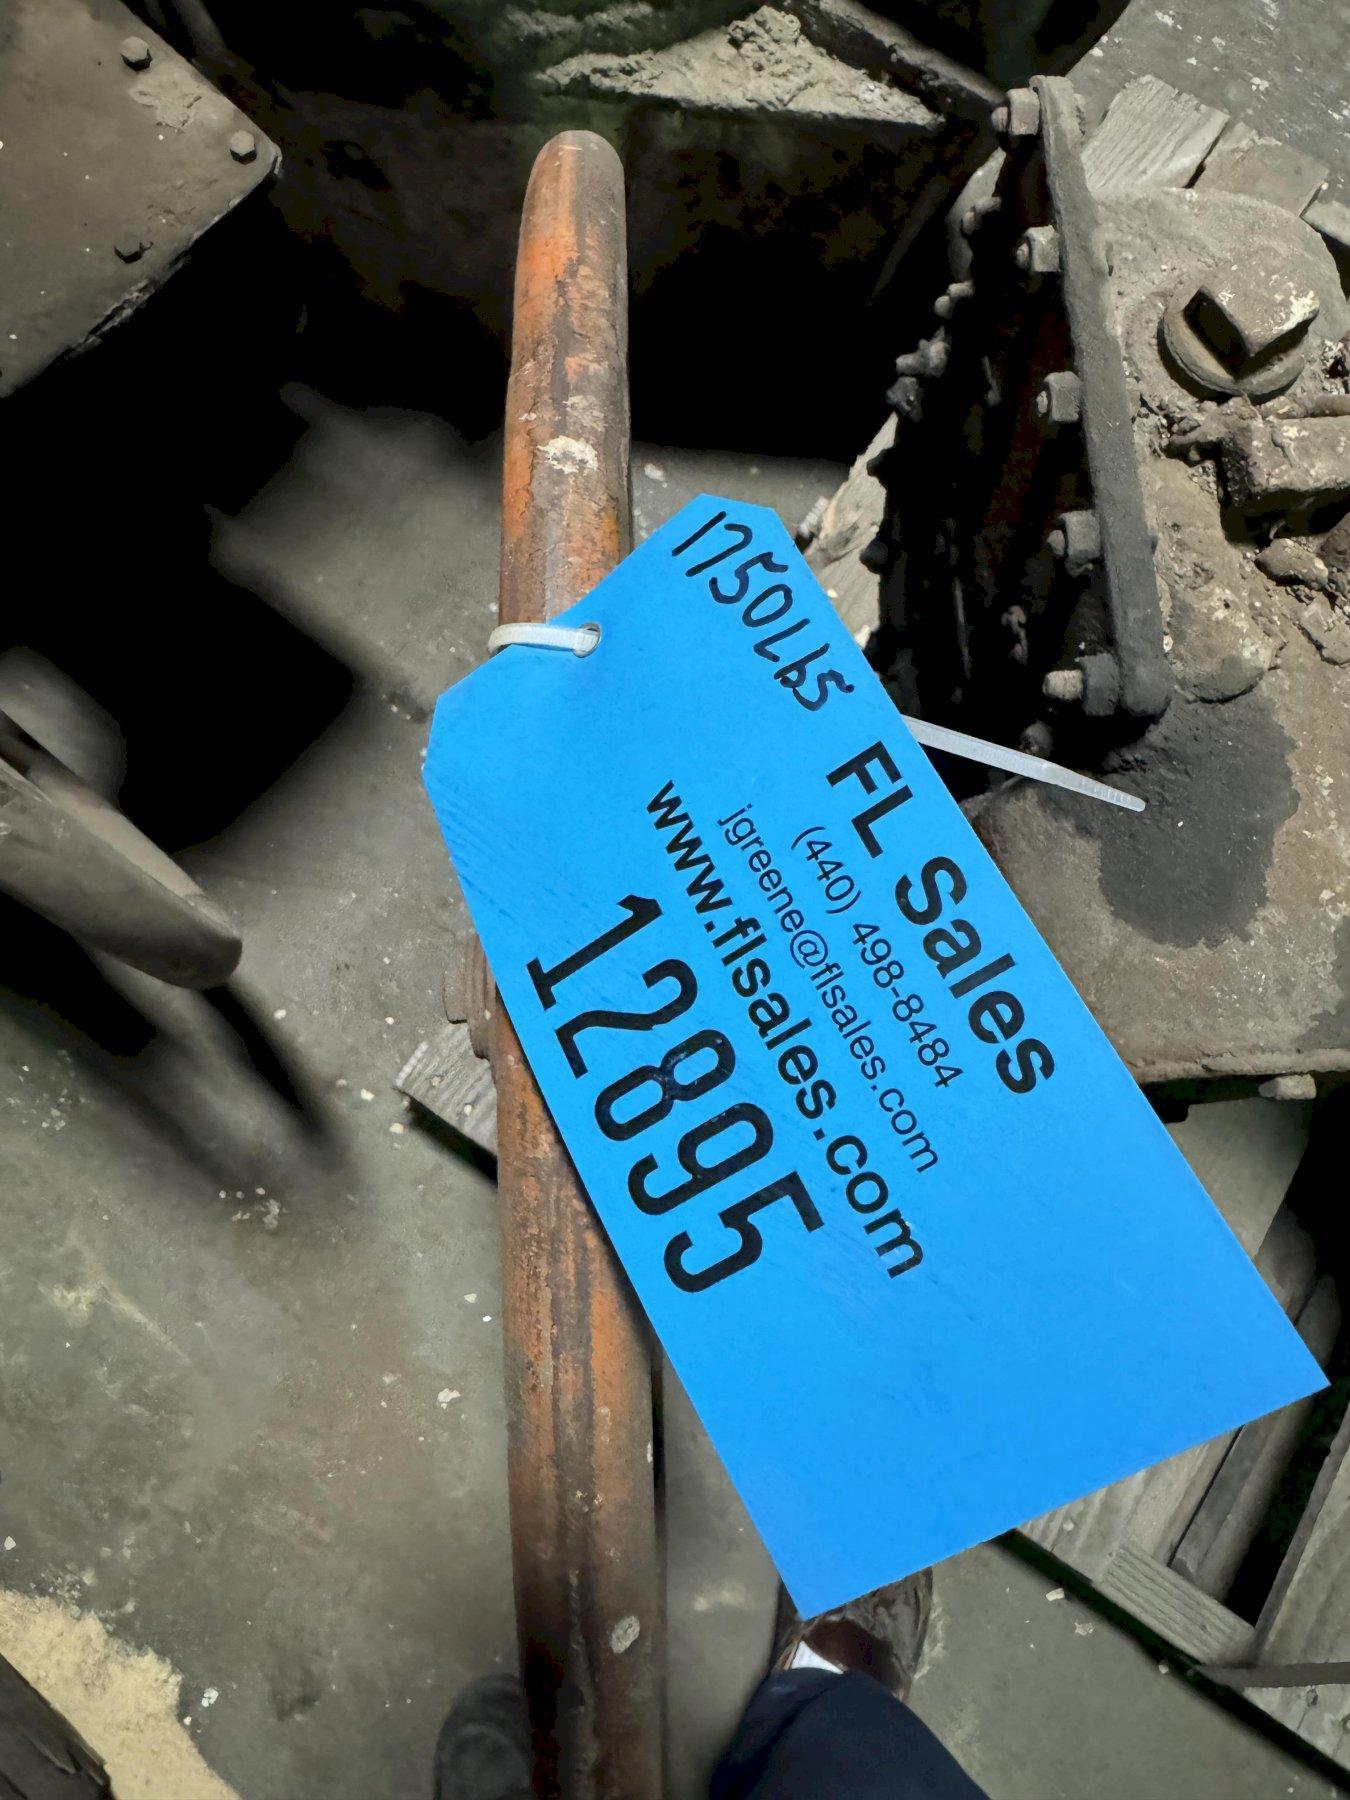 1750Lbs
FL Sales
(440) 498-8484
jgreene@flsales.com
www.flsales.com
12895